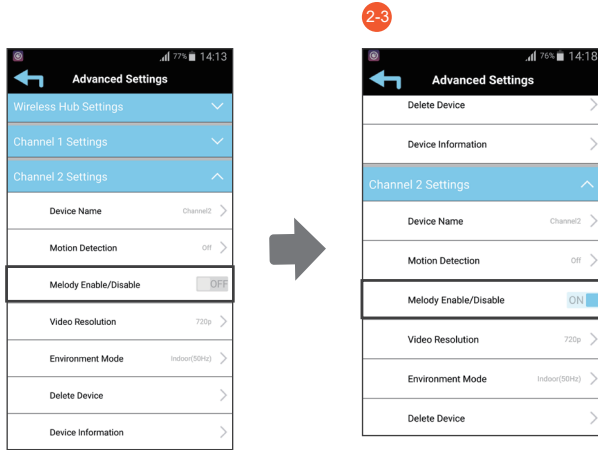 2-3
77% 14:13
Advanced Settings
Wireless Hub Settings
Channel 1 Settings
Channel 2 Settings
Device Name Channel2
Motion Detection Off
Melody Enable/Disable OFF
Video Resolution 720p
Environment Mode Indoor(50Hz)
Delete Device
Device Information
76% 14:18
Advanced Settings
Delete Device
Device Information
Channel 2 Settings
Device Name Channel2
Motion Detection Off
Melody Enable/Disable ON
Video Resolution 720p
Environment Mode Indoor(50Hz)
Delete Device